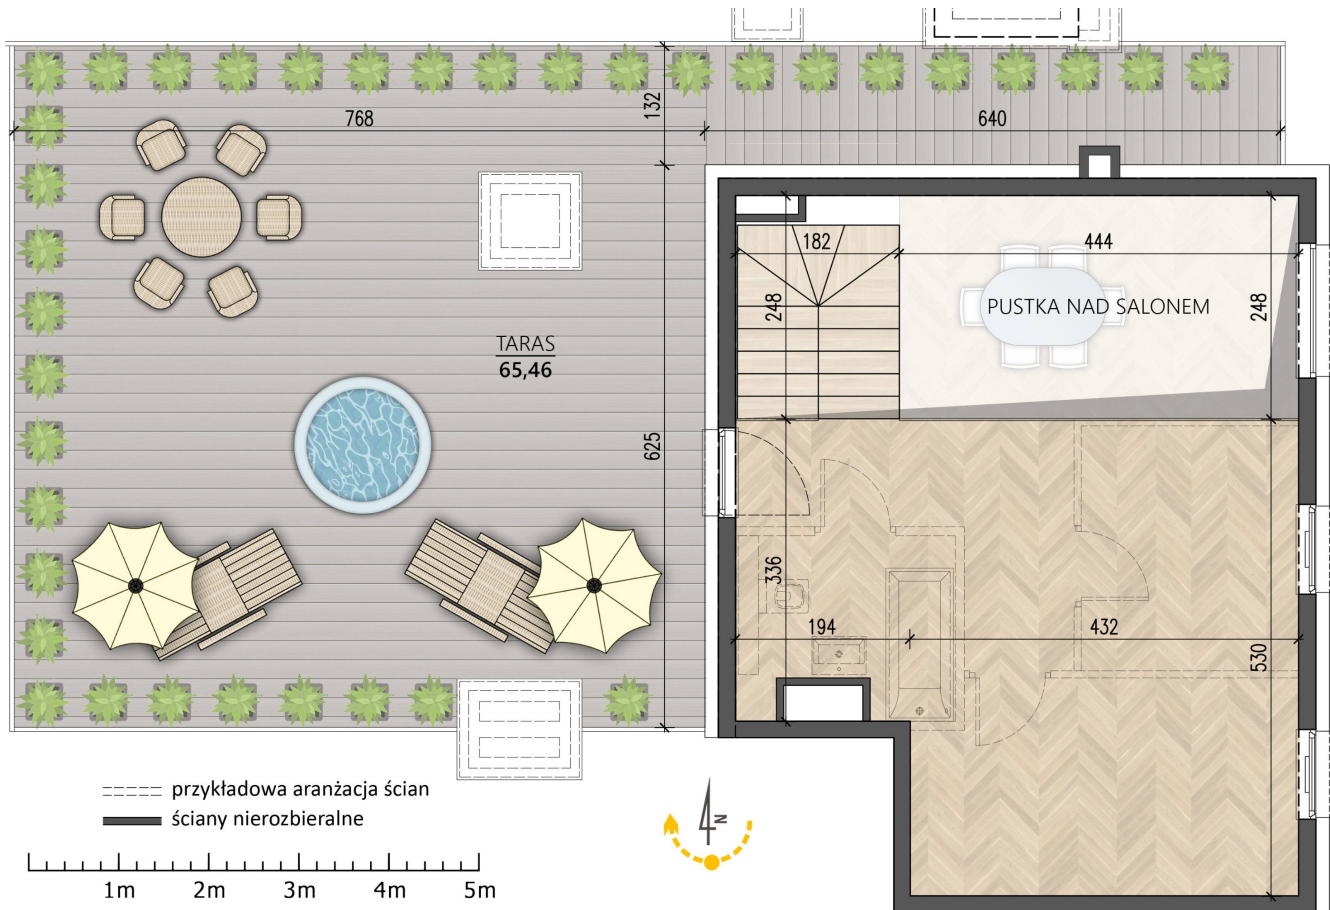 768
132
640
182
444
248
PUSTKA NAD SALONEM
248
TARAS
65,46
625
336
194
432
530
przykładowa aranżacja ścian
ściany nierozbieralne
N
1m 2m 3m 4m 5m